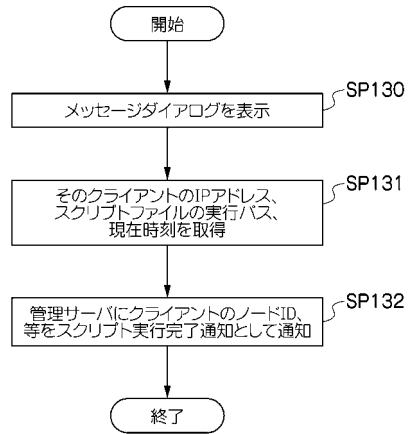 開始
SP130
メッセージダイアログを表示
SP131
そのクライアントのIPアドレス、
スクリプトファイルの実行パス、
現在時刻を取得
SP132
管理サーバにクライアントのノードID、
等をスクリプト実行完了通知として通知
終了